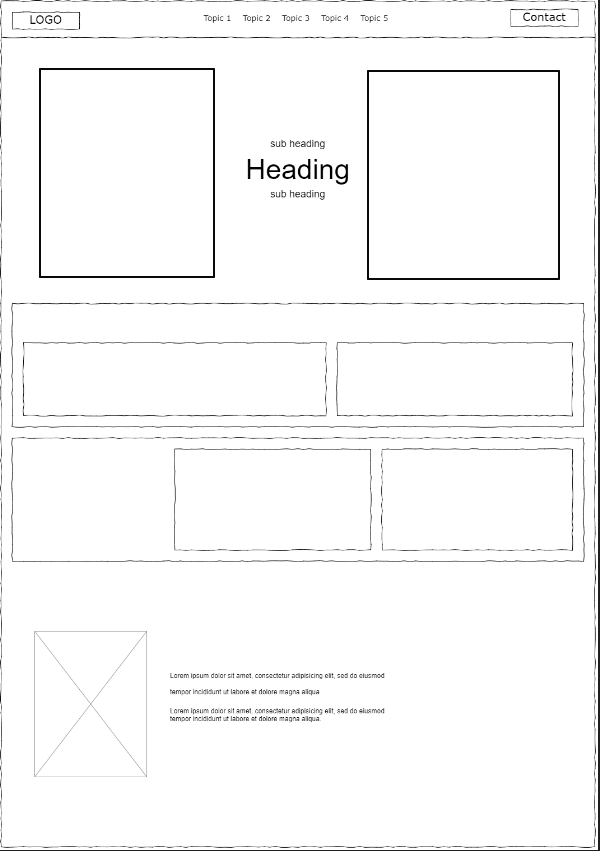 LOGO
Topic 1 Topic 2 Topic 3 Topic 4 Topic 5
Contact
sub heading
Heading
sub heading
Lorem ipsum dolor sit amet, consectetur adipisicing elit, sed do eiusmod
tempor incididunt ut labore et dolore magna aliqua
Lorem ipsum dolor sit amet, consectetur adipisicing elit, sed do eiusmod
tempor incididunt ut labore et dolore magna aliqua.